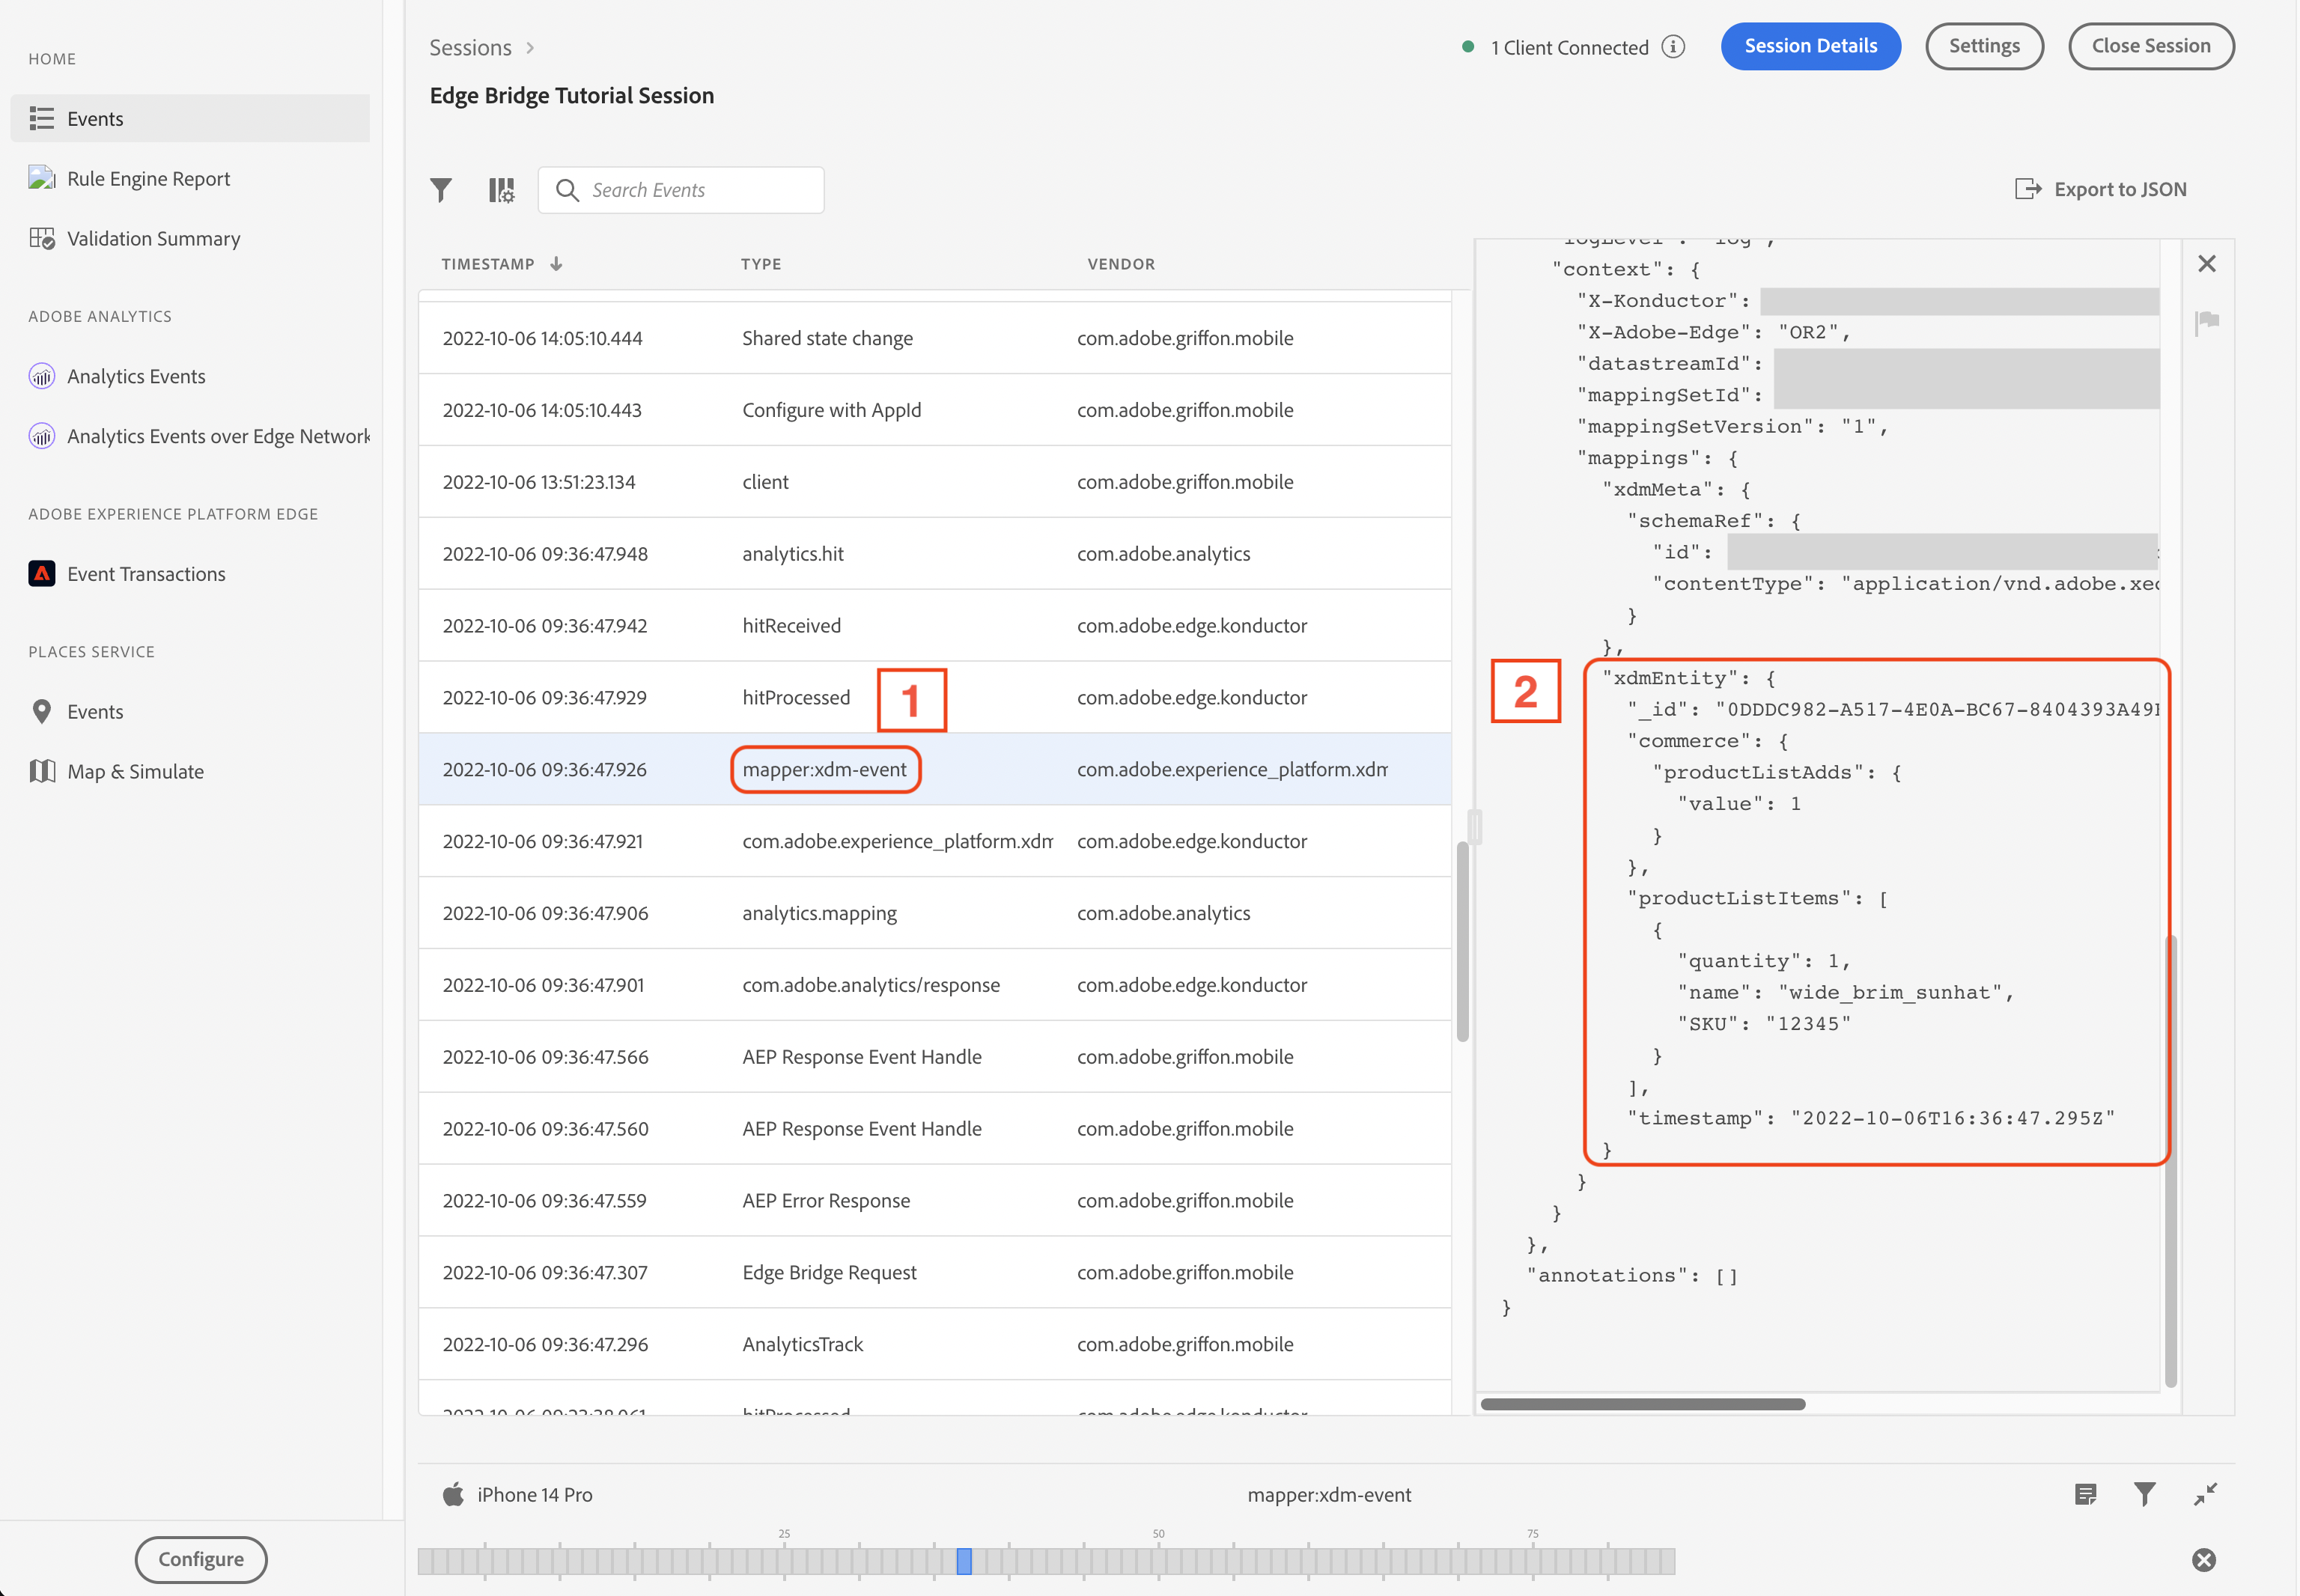 HOME
Events
Rule Engine Report
Validation Summary
ADOBE ANALYTICS
Analytics Events
Analytics Events over Edge Network
ADOBE EXPERIENCE PLATFORM EDGE
Event Transactions
PLACES SERVICE
Events
Map & Simulate
Configure
Sessions
Edge Bridge Tutorial Session
1 Client Connected
Session Details
Settings
Close Session
Search Events
Export to JSON
TIMESTAMP TYPE VENDOR
2022-10-06 14:05:10.444 Shared state change com.adobe.griffon.mobile
2022-10-06 14:05:10.443 Configure with AppId com.adobe.griffon.mobile
2022-10-06 13:51:23.134 client com.adobe.griffon.mobile
2022-10-06 09:36:47.948 analytics.hit com.adobe.analytics
2022-10-06 09:36:47.942 hitReceived com.adobe.edge.konductor
2022-10-06 09:36:47.929 hitProcessed com.adobe.edge.konductor
1
2022-10-06 09:36:47.926 mapper:xdm-event com.adobe.experience_platform.xdm
2022-10-06 09:36:47.921 com.adobe.experience_platform.xdm com.adobe.edge.konductor
2022-10-06 09:36:47.906 analytics.mapping com.adobe.analytics
2022-10-06 09:36:47.901 com.adobe.analytics/response com.adobe.edge.konductor
2022-10-06 09:36:47.566 AEP Response Event Handle com.adobe.griffon.mobile
2022-10-06 09:36:47.560 AEP Response Event Handle com.adobe.griffon.mobile
2022-10-06 09:36:47.559 AEP Error Response com.adobe.griffon.mobile
2022-10-06 09:36:47.307 Edge Bridge Request com.adobe.griffon.mobile
2022-10-06 09:36:47.296 AnalyticsTrack com.adobe.griffon.mobile
hitProcessed com.adobe.edge.konductor
"logLevel": "log",
"context": {
"X-Konductor":
"X-Adobe-Edge": "OR2",
"datastreamId":
"mappingSetId":
"mappingSetVersion": "1",
"mappings": {
"xdmMeta": {
"schemaRef": {
"id":
"contentType": "application/vnd.adobe.xed
}
},
2
"xdmEntity": {
"_id": "0DDDC982-A517-4E0A-BC67-8404393A49
"commerce": {
"productListAdds": {
"value": 1
}
},
"productListItems": [
{
"quantity": 1,
"name": "wide_brim_sunhat",
"SKU": "12345"
}
],
"timestamp": "2022-10-06T16:36:47.295Z"
}
}
}
},
"annotations": []
}
iPhone 14 Pro
mapper:xdm-event
25 50 75